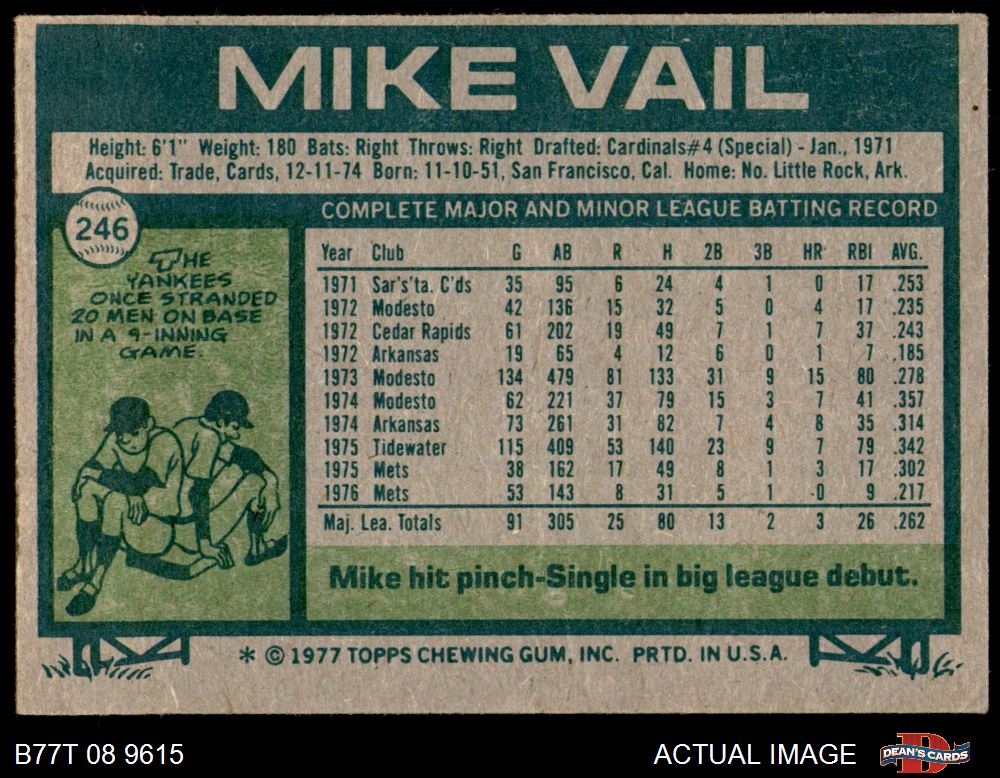 MIKE VAIL
Height: 6'1" Weight: 180 Bats: Right Throws: Right Drafted: Cardinals#4 (Special) - Jan., 1971
Acquired: Trade, Cards, 12-11-74 Born: 11-10-51, San Francisco, Cal. Home: No. Little Rock, Ark.
246
THE
YANKEES
ONCE STRANDED
20 MEN ON BASE
IN A 9-INNING
GAME.
COMPLETE MAJOR AND MINOR LEAGUE BATTING RECORD
Year Club G AB R H 2B 3B HR RBI AVG.
1971 Sar's'ta. C'ds 35 95 6 24 4 1 0 17 .253
1972 Modesto 42 136 15 32 5 0 4 17 .235
1972 Cedar Rapids 61 202 19 49 7 1 7 37 .243
1972 Arkansas 19 65 4 12 6 0 1 7 .185
1973 Modesto 134 479 81 133 31 9 15 80 .278
1974 Modesto 62 221 37 79 15 3 7 41 .357
1974 Arkansas 73 261 31 82 7 4 8 35 .314
1975 Tidewater 115 409 53 140 23 9 7 79 .342
1975 Mets 38 162 17 49 8 1 3 17 .302
1976 Mets 53 143 8 31 5 1 0 9 .217
Maj. Lea. Totals 91 305 25 80 13 2 3 26 .262
Mike hit pinch-Single in big league debut.
* © 1977 TOPPS CHEWING GUM, INC. PRTD. IN U.S.A.
B77T 08 9615
ACTUAL IMAGE
D
DEAN'S CARDS